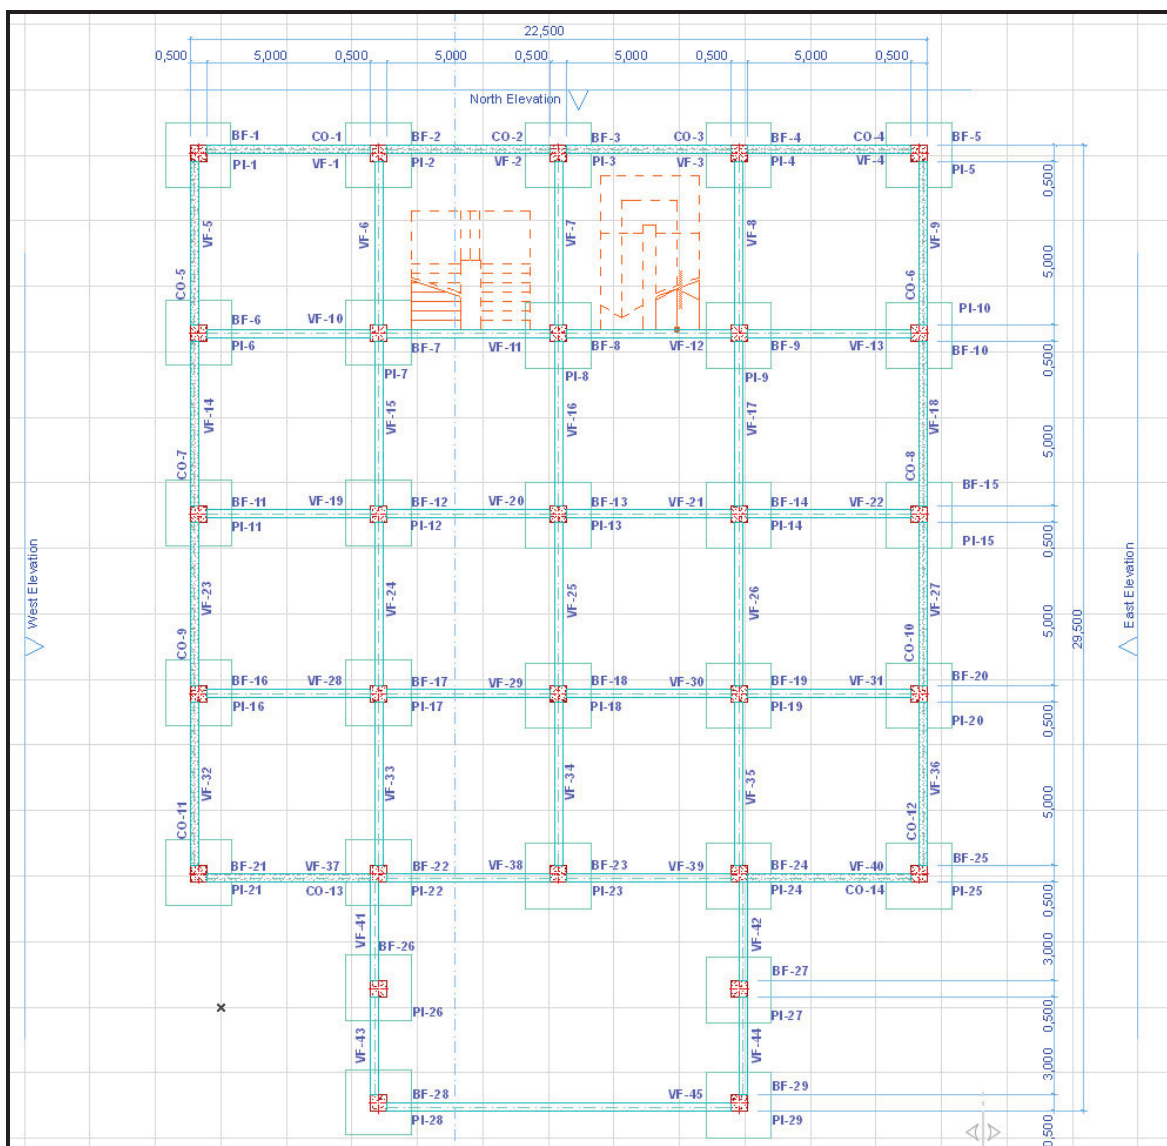 22,500
0,500 5,000 0,500 5,000 0,500 5,000 0,500 5,000 0,500
North Elevation
BF-1 CO-1 BF-2 CO-2 BF-3 CO-3 BF-4 CO-4 BF-5
PI-1 VF-1 PI-2 VF-2 PI-3 VF-3 PI-4 VF-4 PI-5
0,500
VF-5 VF-6 VF-7 VF-8 VF-9
5,000
CO-5 CO-6
PI-10
BF-6 VF-10
PI-6 BF-7 VF-11 BF-8 VF-12 BF-9 VF-13 BF-10
0,500
PI-7 PI-8 PI-9
VF-14 VF-15 VF-16 VF-17 VF-18
5,000
CO-7 CO-8
BF-15
BF-11 VF-19 BF-12 VF-20 BF-13 VF-21 BF-14 VF-22
PI-11 PI-12 PI-13 PI-14 PI-15
0,500
West Elevation
East Elevation
VF-23 VF-24 VF-25 VF-26 VF-27
5,000
29,500
CO-9 CO-10
BF-16 VF-28 BF-17 VF-29 BF-18 VF-30 BF-19 VF-31 BF-20
PI-16 PI-17 PI-18 PI-19 PI-20
0,500
VF-32 VF-33 VF-34 VF-35 VF-36
5,000
CO-11 CO-12
BF-21 VF-37 BF-22 VF-38 BF-23 VF-39 BF-24 VF-40 BF-25
PI-21 CO-13 PI-22 PI-23 PI-24 CO-14 PI-25
0,500
VF-41 VF-42
3,000
BF-26 BF-27
PI-26 PI-27
0,500
VF-43 VF-44
3,000
BF-28 VF-45 BF-29
PI-28 PI-29
0,500